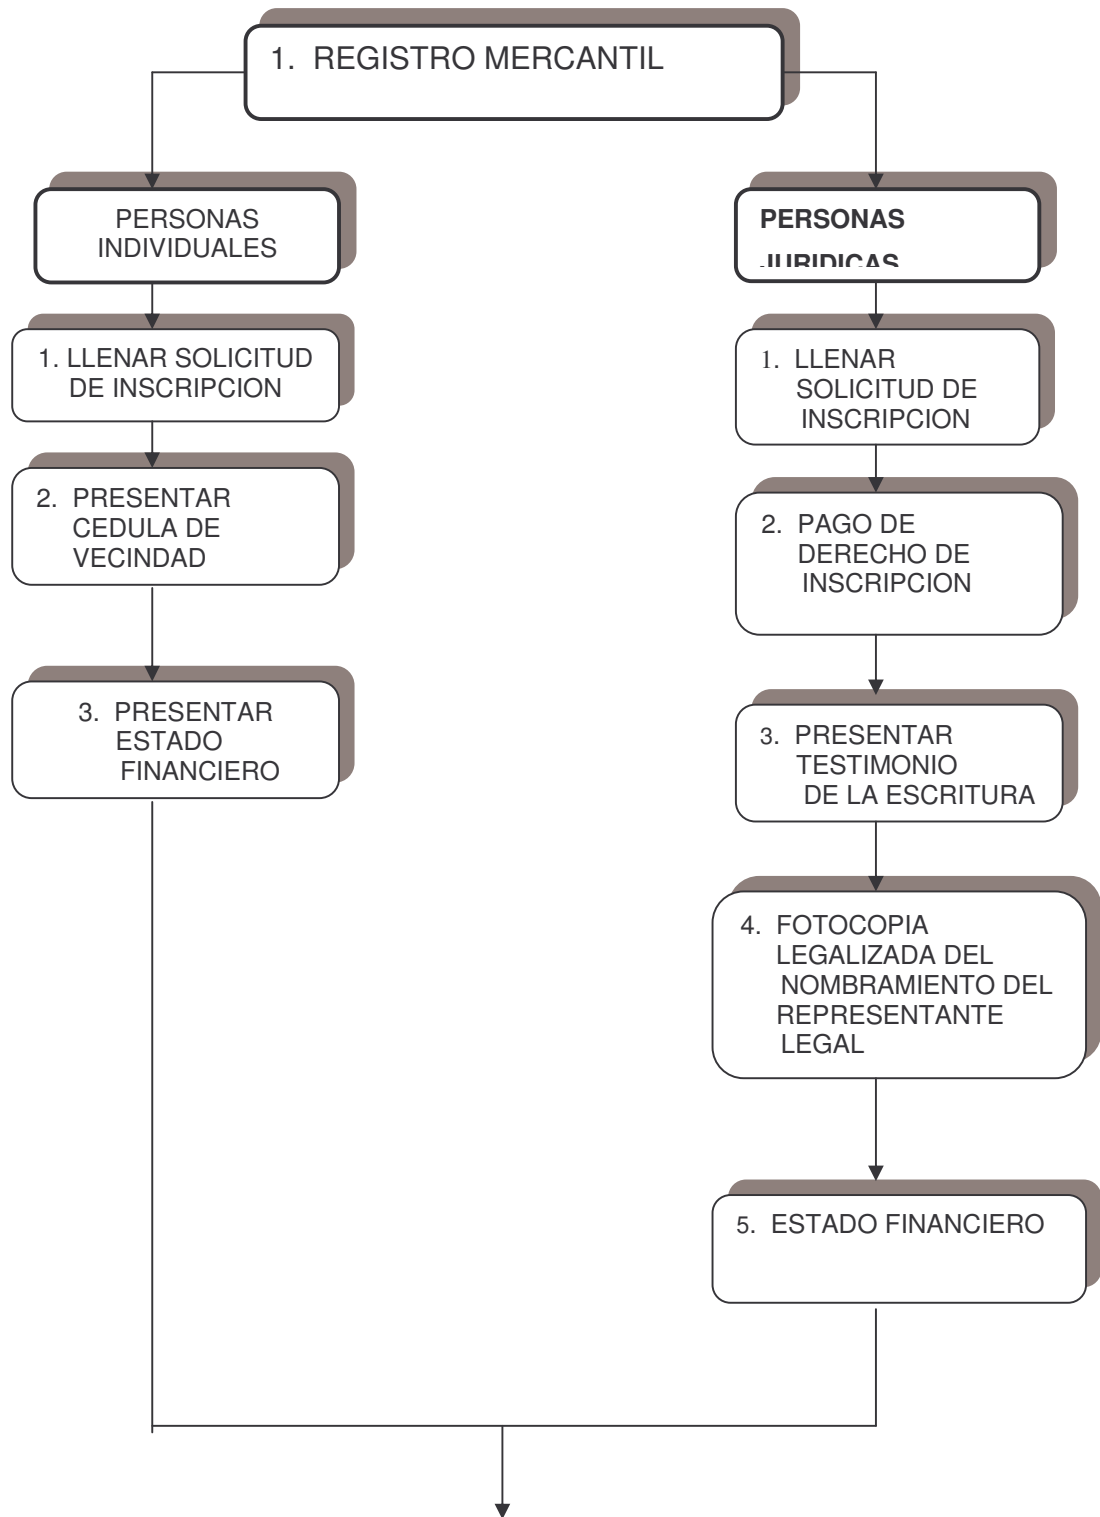 1. REGISTRO MERCANTIL
PERSONAS
INDIVIDUALES
1. LLENAR SOLICITUD
DE INSCRIPCION
2. PRESENTAR
CEDULA DE
VECINDAD
3. PRESENTAR
ESTADO
FINANCIERO
PERSONAS
JURIDICAS
1. LLENAR
SOLICITUD DE
INSCRIPCION
2. PAGO DE
DERECHO DE
INSCRIPCION
3. PRESENTAR
TESTIMONIO
DE LA ESCRITURA
4. FOTOCOPIA
LEGALIZADA DEL
NOMBRAMIENTO DEL
REPRESENTANTE
LEGAL
5. ESTADO FINANCIERO